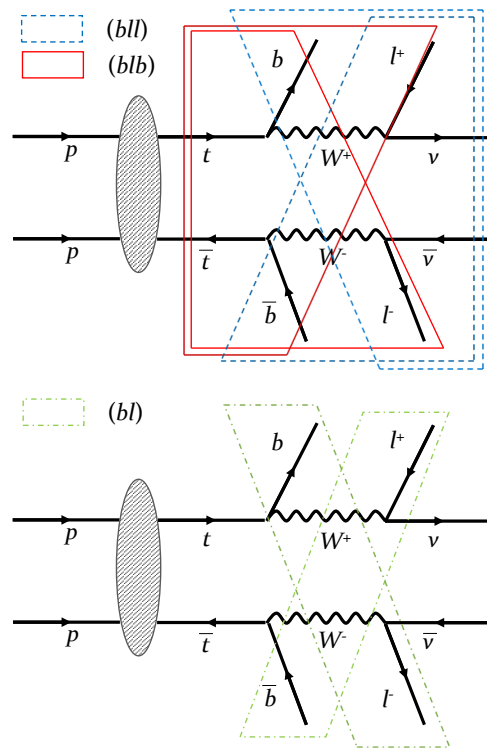 (bll)
(blb)
b l⁺
p t W⁺ ν
p t̅ W⁻ ν̅
b̅ l⁻
(bl)
b l⁺
p t W⁺ ν
p t̅ W⁻ ν̅
b̅ l⁻